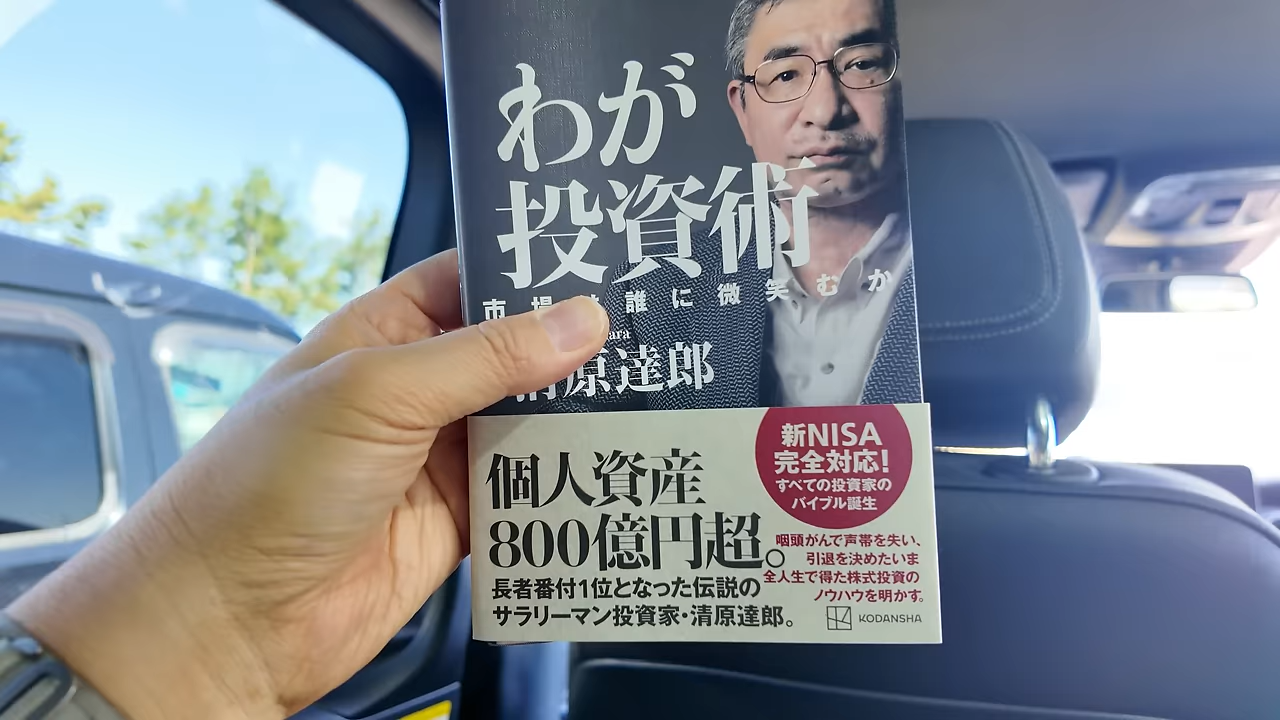 わが
投資術
市場は誰に微笑むか
清原達郎
個人資産
800億円超。
長者番付1位となった伝説の
サラリーマン投資家・清原達郎。
新NISA
完全対応!
すべての投資家の
バイブル誕生
咽頭がんで声帯を失い、
引退を決めたいま
全人生で得た株式投資の
ノウハウを明かす。
KODANSHA